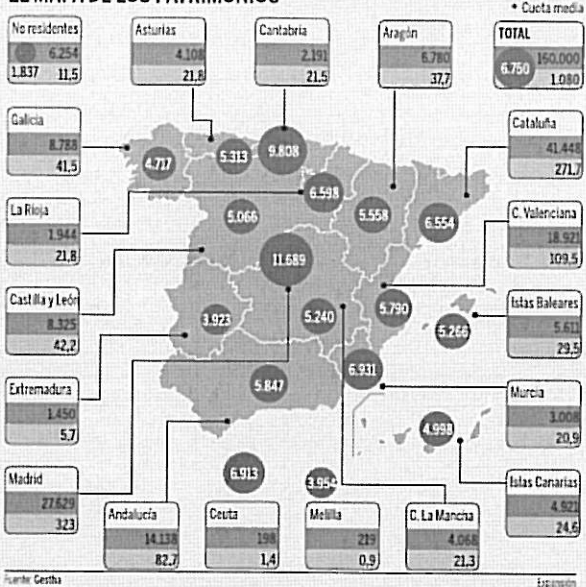 EL MAPA DE LOS PATRIMONIOS
• Cuota media
No residentes
6.254
1.837 11,5
Asturias
4.108
21,8
Cantabria
2.191
21,5
Aragón
6.780
37,7
TOTAL
160.000
6.750
1.080
Galicia
8.788
41,5
Cataluña
41.448
271,7
La Rioja
1.944
21,8
C. Valenciana
18.921
109,5
Castilla y León
8.325
42,2
Islas Baleares
5.611
29,5
Extremadura
1.450
5,7
Murcia
3.008
20,9
Madrid
27.629
323
Islas Canarias
4.921
24,6
4.717
5.313
9.808
6.598
5.066
5.558
6.554
11.689
3.923
5.240
5.790
5.266
6.931
5.847
4.998
6.913
3.954
Andalucía
14.138
82,7
Ceuta
198
1,4
Melilla
219
0,9
C. La Mancha
4.068
21,3
Fuente: Gestha
Expansión